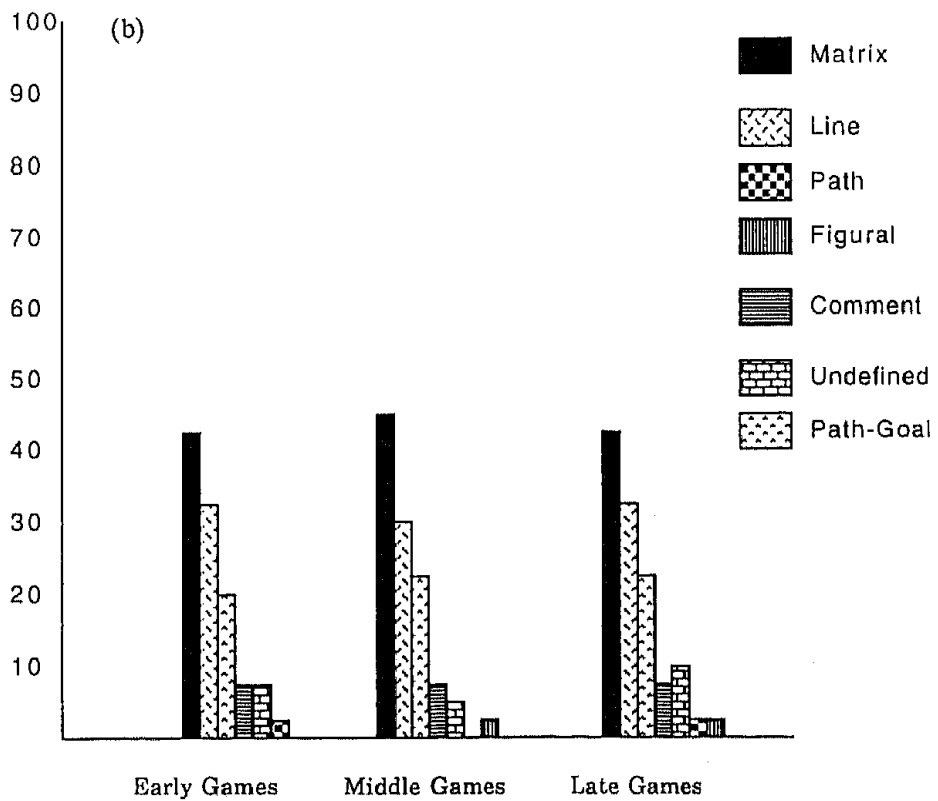 (b)
100
90
80
70
60
50
40
30
20
10
Early Games
Middle Games
Late Games
Matrix
Line
Path
Figural
Comment
Undefined
Path-Goal